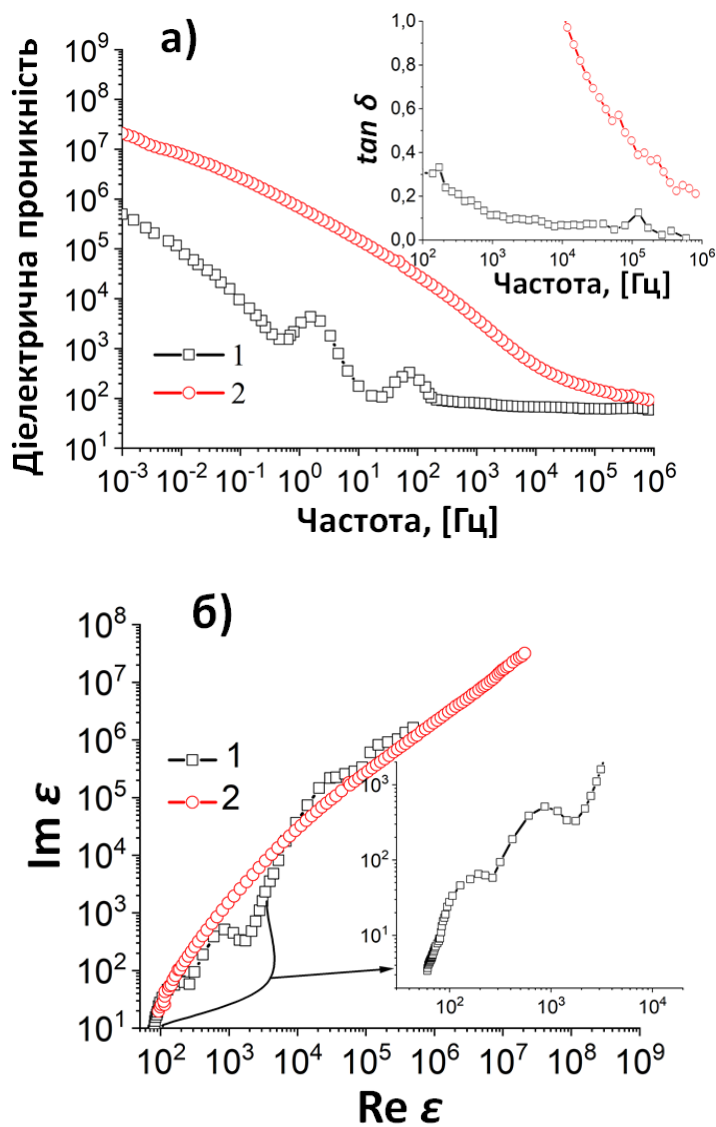 а)
Діелектрична проникність
10⁹
10⁸
10⁷
10⁶
10⁵
10⁴
10³
10²
10¹
1
2
10⁻³ 10⁻² 10⁻¹ 10⁰ 10¹ 10² 10³ 10⁴ 10⁵ 10⁶
Частота, [Гц]
tan δ
1,0
0,8
0,6
0,4
0,2
0,0
10² 10³ 10⁴ 10⁵ 10⁶
Частота, [Гц]
б)
Im ε
10⁸
10⁷
10⁶
10⁵
10⁴
10³
10²
10¹
1
2
10² 10³ 10⁴ 10⁵ 10⁶ 10⁷ 10⁸ 10⁹
Re ε
10³
10²
10¹
10² 10³ 10⁴